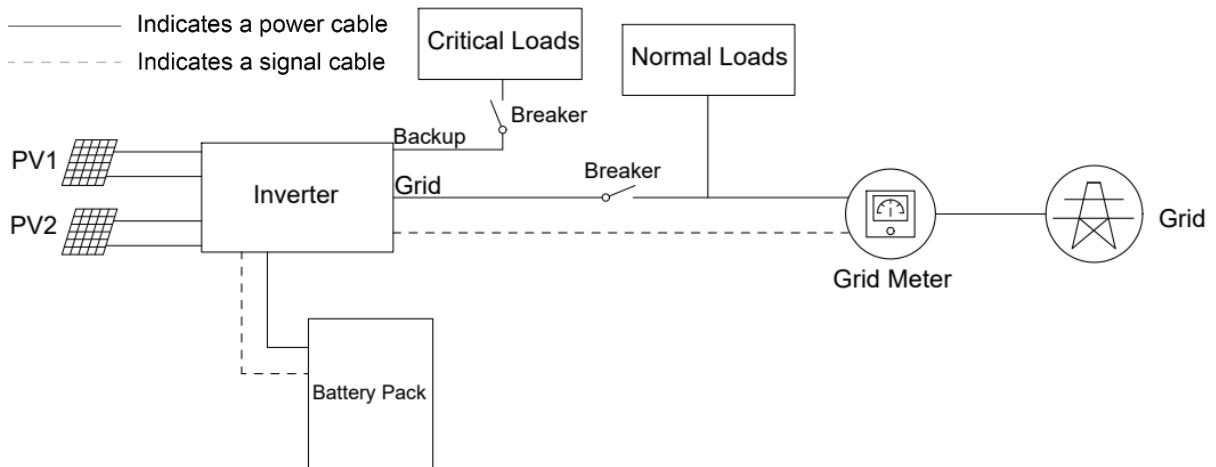 Indicates a power cable
Indicates a signal cable
Critical Loads
Normal Loads
Breaker
Backup
PV1
Breaker
Inverter
Grid
PV2
Grid
Grid Meter
Battery Pack